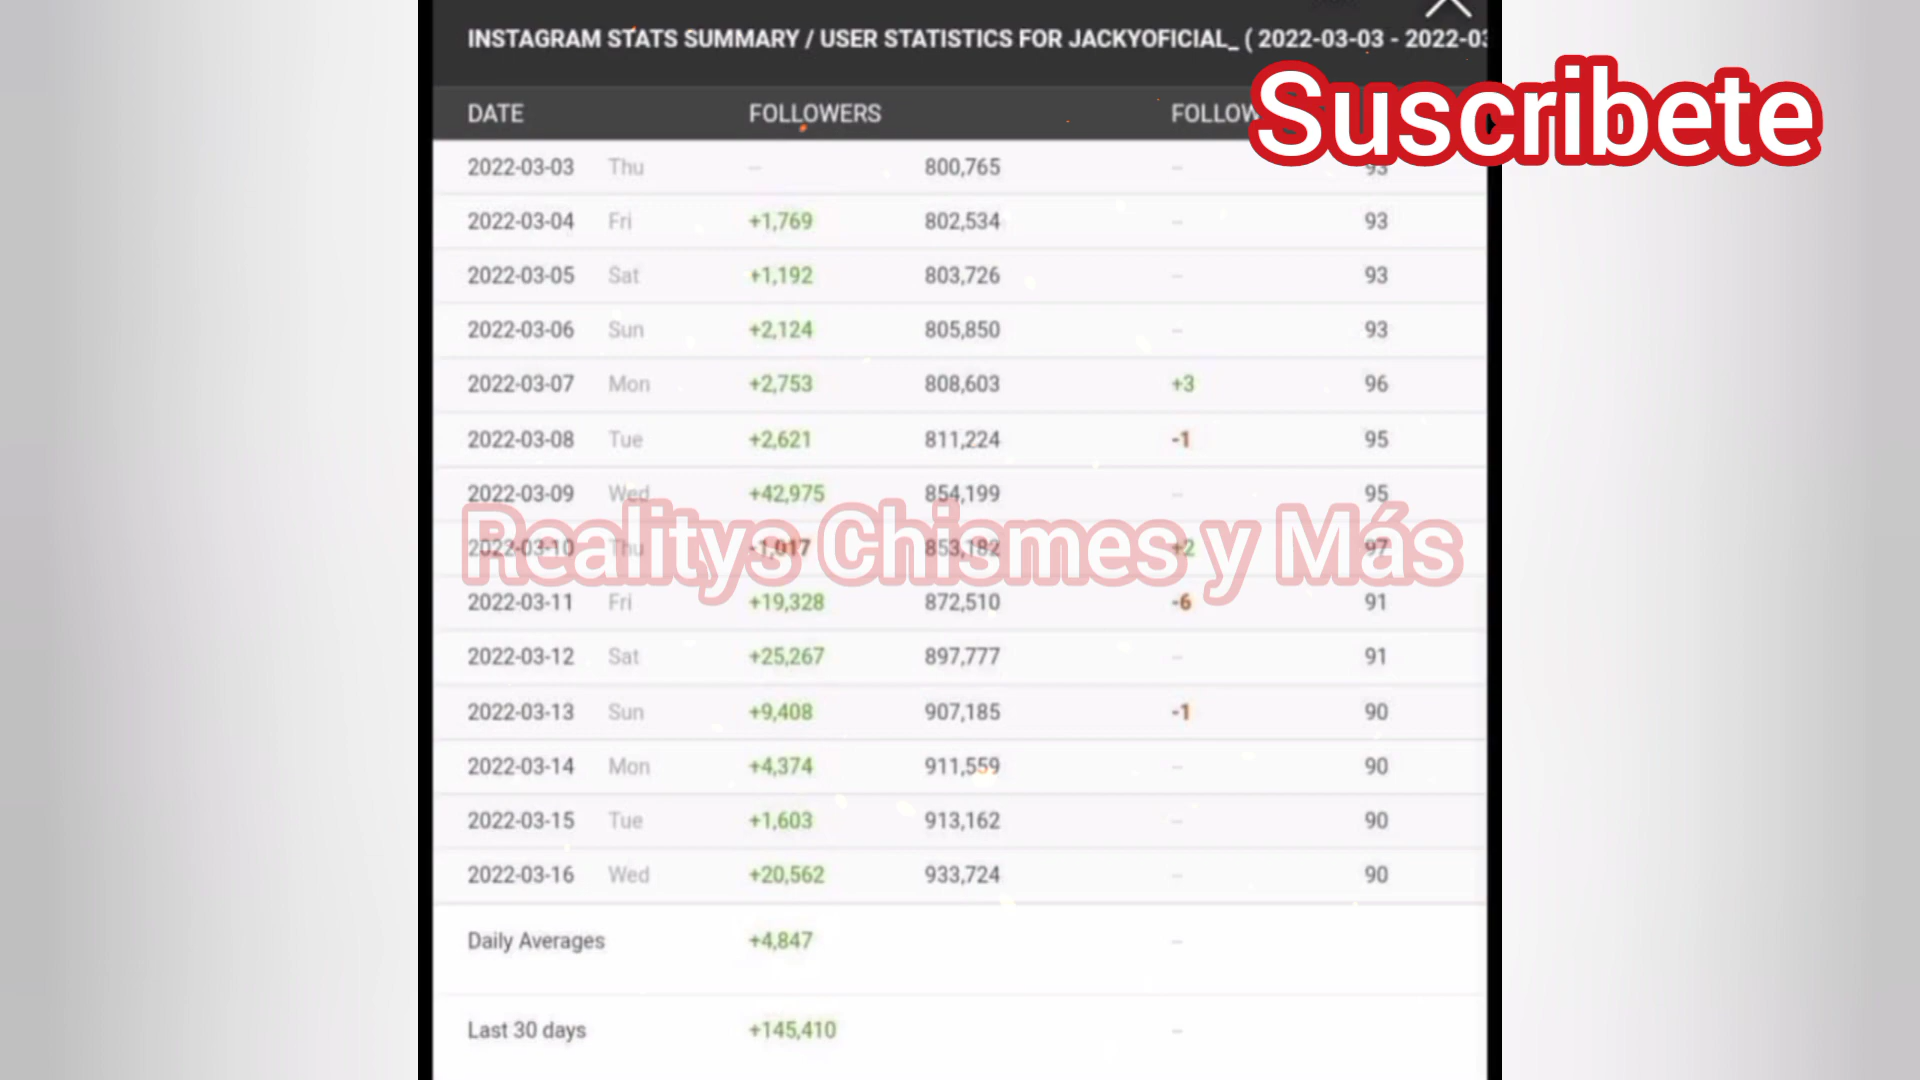 INSTAGRAM STATS SUMMARY / USER STATISTICS FOR JACKYOFICIAL_ ( 2022-03-03 - 2022-03
Suscribete
DATE FOLLOWERS FOLLOW
2022-03-03 Thu -- 800,765 -- 93
2022-03-04 Fri +1,769 802,534 -- 93
2022-03-05 Sat +1,192 803,726 -- 93
2022-03-06 Sun +2,124 805,850 -- 93
2022-03-07 Mon +2,753 808,603 +3 96
2022-03-08 Tue +2,621 811,224 -1 95
2022-03-09 Wed +42,975 854,199 -- 95
Realitys Chismes y Más
2022-03-10 Thu -1,017 853,182 +2 97
2022-03-11 Fri +19,328 872,510 -6 91
2022-03-12 Sat +25,267 897,777 -- 91
2022-03-13 Sun +9,408 907,185 -1 90
2022-03-14 Mon +4,374 911,559 -- 90
2022-03-15 Tue +1,603 913,162 -- 90
2022-03-16 Wed +20,562 933,724 -- 90
Daily Averages +4,847 --
Last 30 days +145,410 --